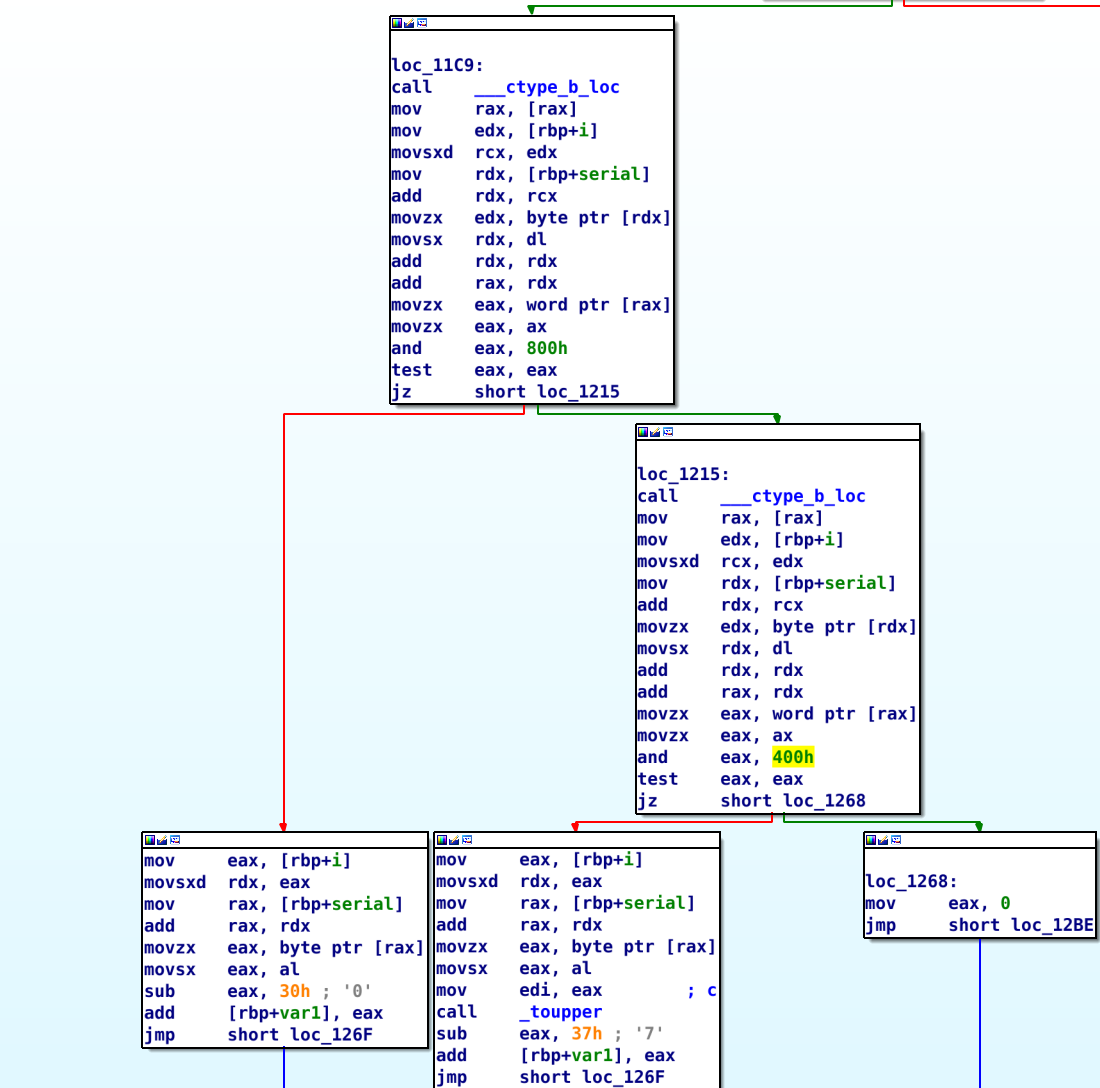 loc_11C9:
call ___ctype_b_loc
mov rax, [rax]
mov edx, [rbp+i]
movsxd rcx, edx
mov rdx, [rbp+serial]
add rdx, rcx
movzx edx, byte ptr [rdx]
movsx rdx, dl
add rdx, rdx
add rax, rdx
movzx eax, word ptr [rax]
movzx eax, ax
and eax, 800h
test eax, eax
jz short loc_1215
loc_1215:
call ___ctype_b_loc
mov rax, [rax]
mov edx, [rbp+i]
movsxd rcx, edx
mov rdx, [rbp+serial]
add rdx, rcx
movzx edx, byte ptr [rdx]
movsx rdx, dl
add rdx, rdx
add rax, rdx
movzx eax, word ptr [rax]
movzx eax, ax
and eax, 400h
test eax, eax
jz short loc_1268
mov eax, [rbp+i]
movsxd rdx, eax
mov rax, [rbp+serial]
add rax, rdx
movzx eax, byte ptr [rax]
movsx eax, al
sub eax, 30h ; '0'
add [rbp+var1], eax
jmp short loc_126F
mov eax, [rbp+i]
movsxd rdx, eax
mov rax, [rbp+serial]
add rax, rdx
movzx eax, byte ptr [rax]
movsx eax, al
mov edi, eax ; c
call _toupper
sub eax, 37h ; '7'
add [rbp+var1], eax
jmp short loc_126F
loc_1268:
mov eax, 0
jmp short loc_12BE